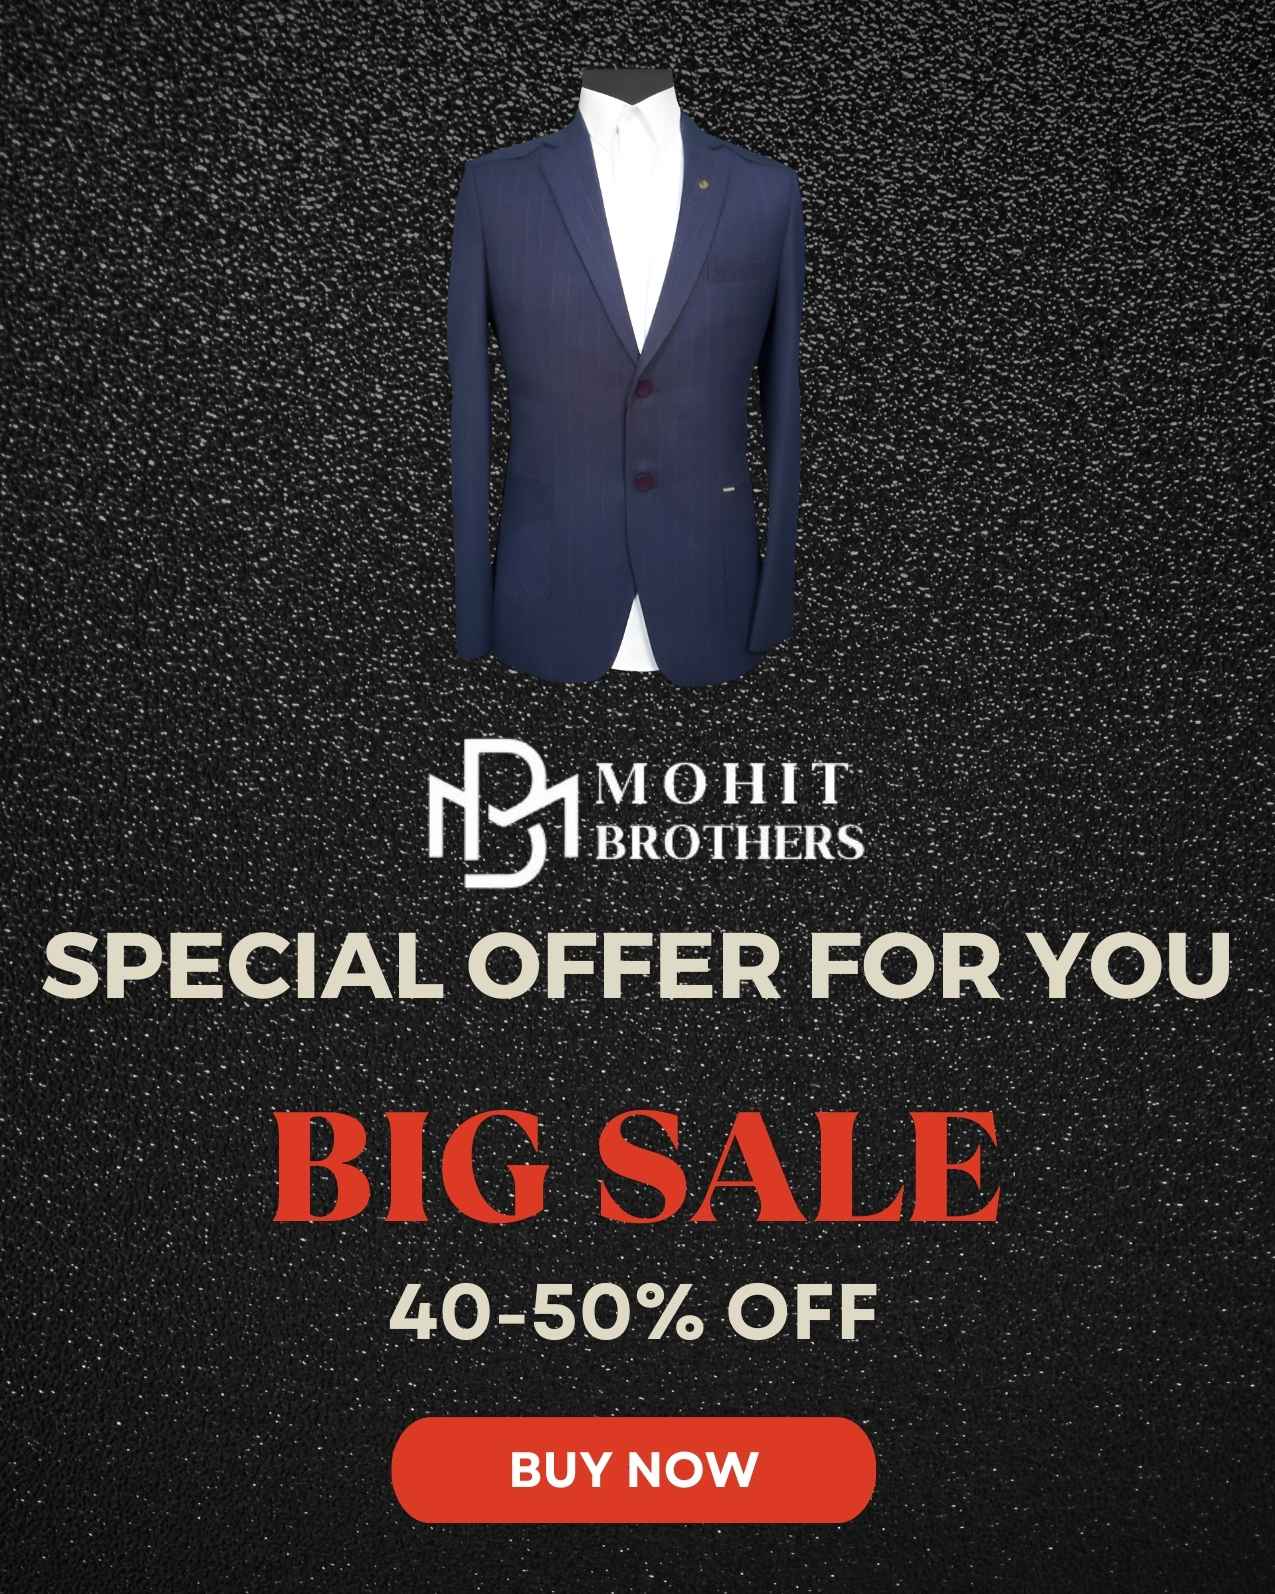 MOHIT
BROTHERS
SPECIAL OFFER FOR YOU
BIG SALE
40-50% OFF
BUY NOW